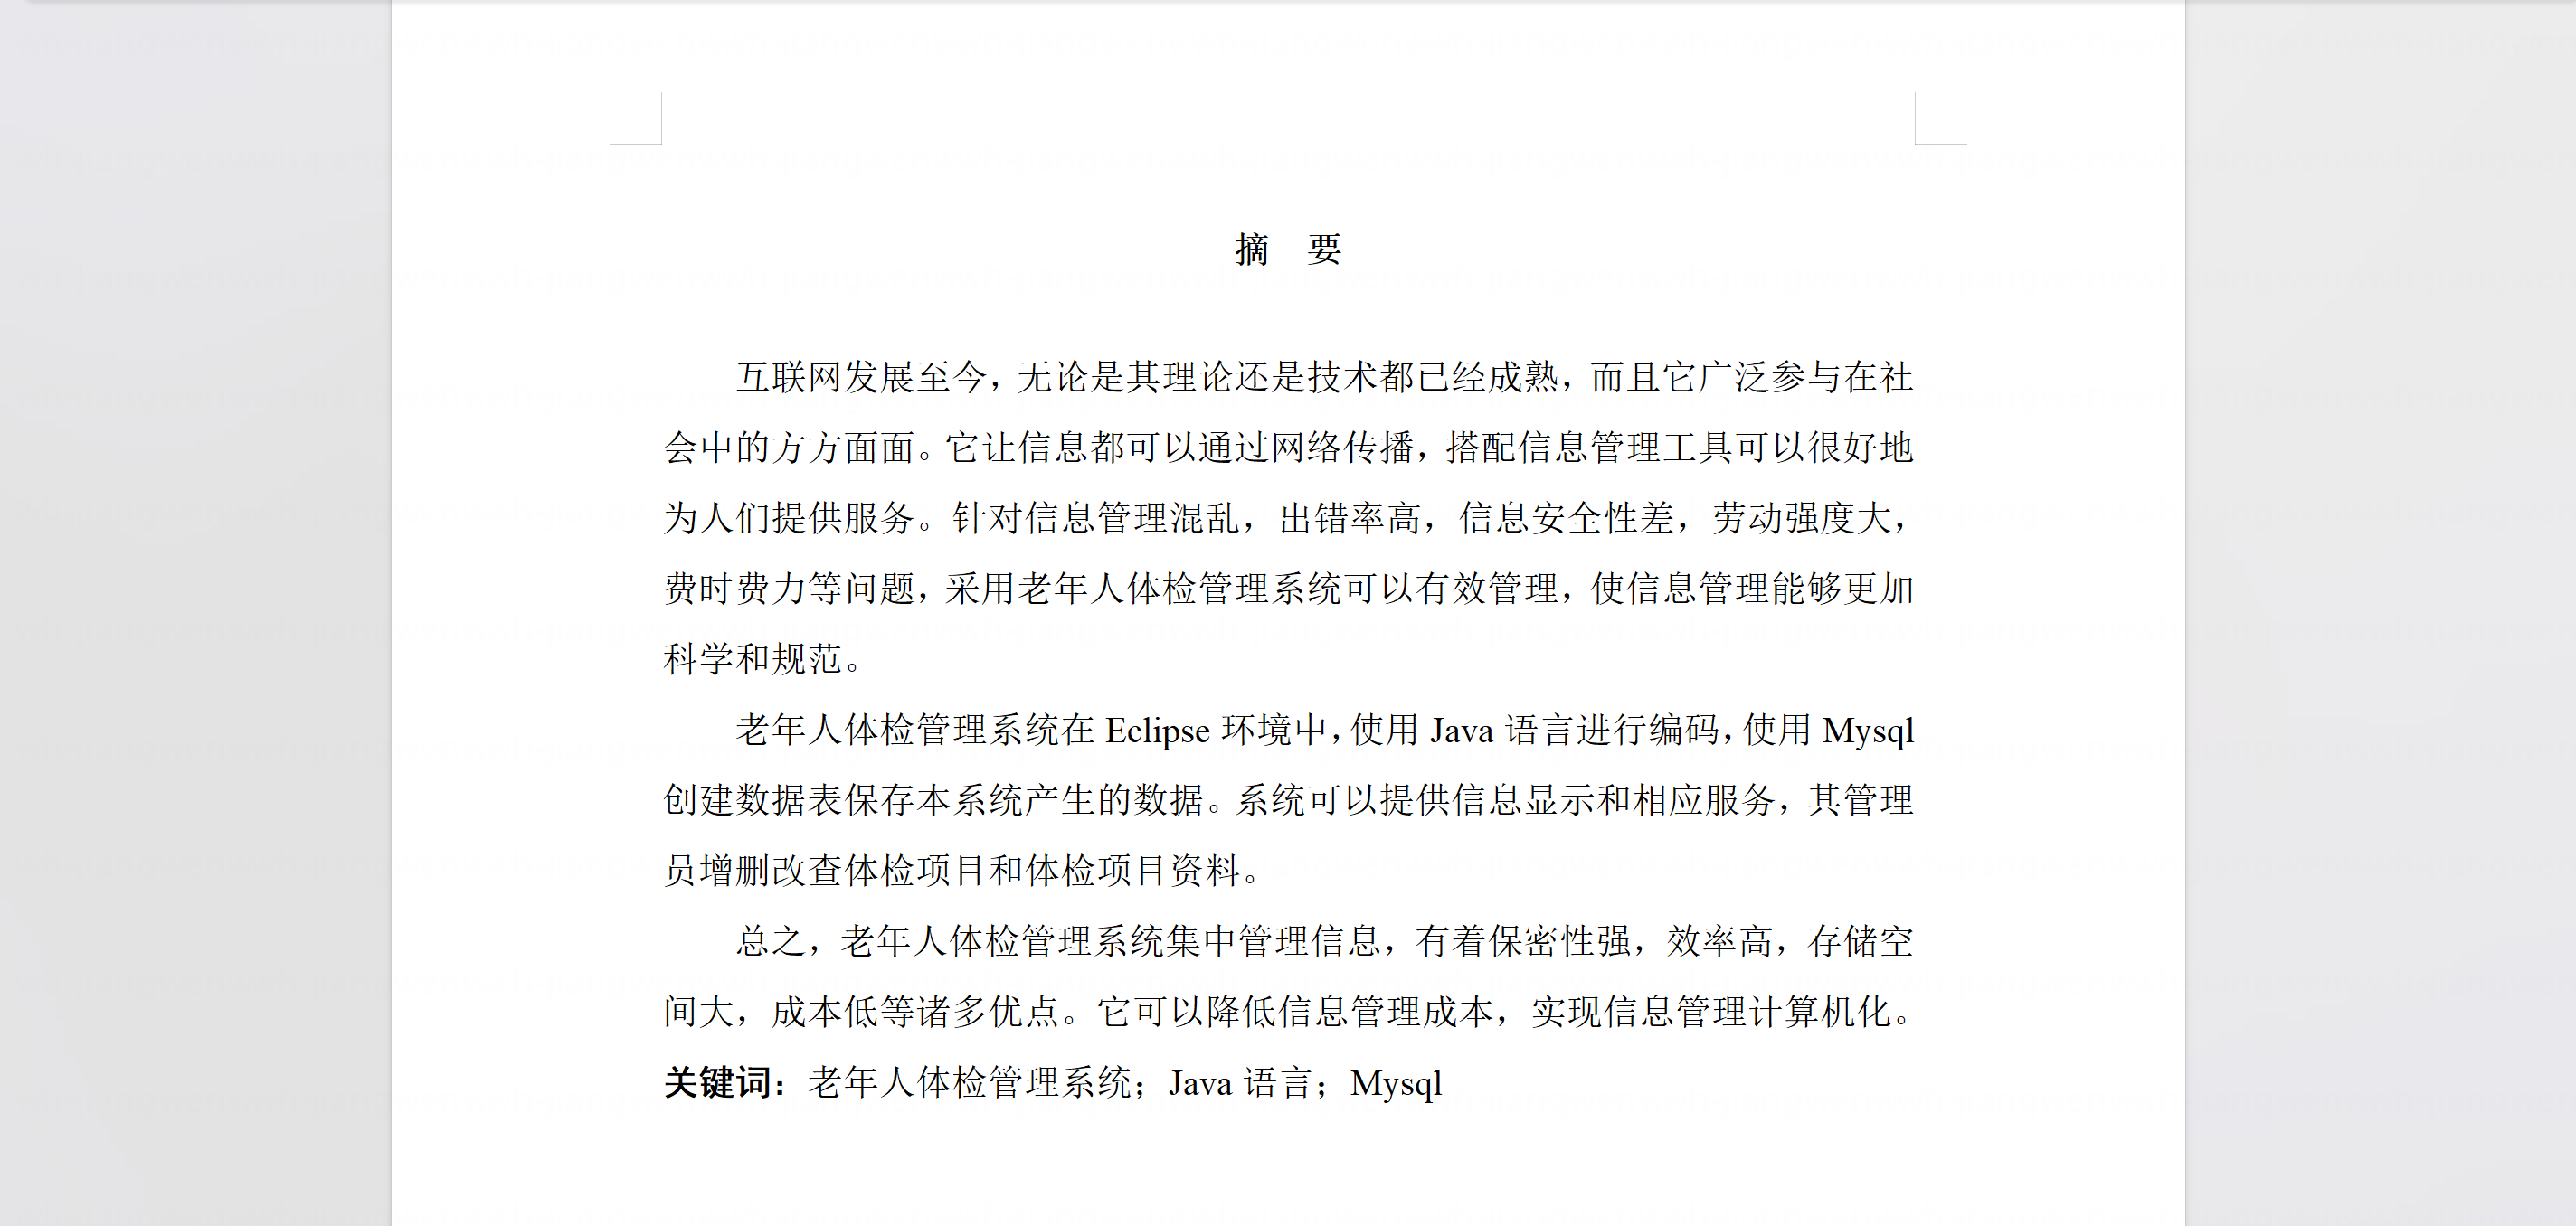 摘　要
互联网发展至今，无论是其理论还是技术都已经成熟，而且它广泛参与在社
会中的方方面面。它让信息都可以通过网络传播，搭配信息管理工具可以很好地
为人们提供服务。针对信息管理混乱，出错率高，信息安全性差，劳动强度大，
费时费力等问题，采用老年人体检管理系统可以有效管理，使信息管理能够更加
科学和规范。
老年人体检管理系统在 Eclipse 环境中，使用 Java 语言进行编码，使用 Mysql
创建数据表保存本系统产生的数据。系统可以提供信息显示和相应服务，其管理
员增删改查体检项目和体检项目资料。
总之，老年人体检管理系统集中管理信息，有着保密性强，效率高，存储空
间大，成本低等诸多优点。它可以降低信息管理成本，实现信息管理计算机化。
关键词：老年人体检管理系统；Java 语言；Mysql